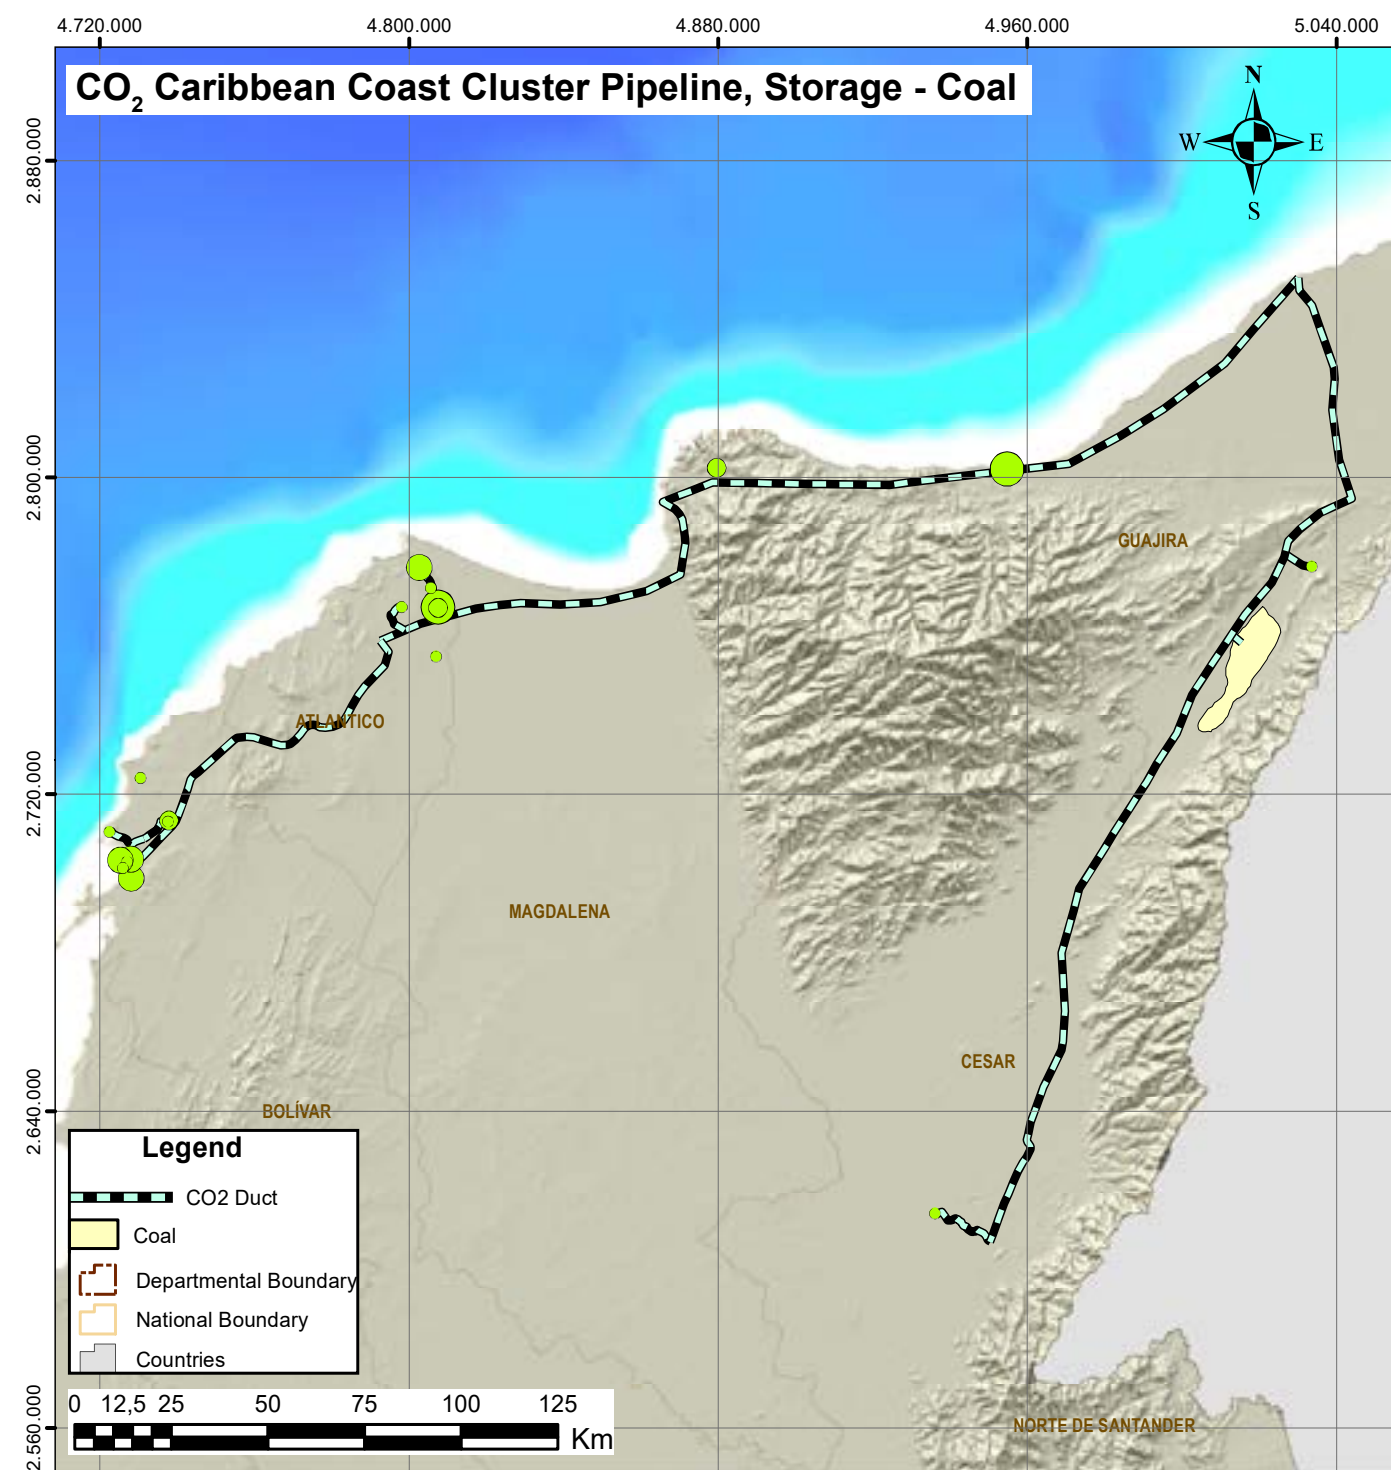 4.720.000 4.800.000 4.880.000 4.960.000 5.040.000
CO2 Caribbean Coast Cluster Pipeline, Storage - Coal
N
W E
S
2.880.000
2.800.000
GUAJIRA
ATLANTICO
2.720.000
MAGDALENA
CESAR
2.640.000
BOLÍVAR
Legend
CO2 Duct
Coal
Departmental Boundary
National Boundary
Countries
0 12,5 25 50 75 100 125
Km
2.560.000
NORTE DE SANTANDER